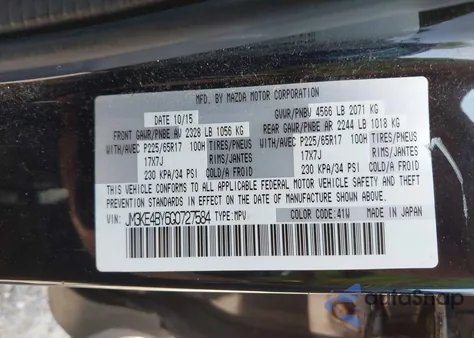 MFD. BY MAZDA MOTOR CORPORATION
DATE 10/15 GVWR/PNBV 4566 LB 2071 KG
FRONT GAWR/PNBE AV 2328 LB 1056 KG REAR GAWR/PNBE AR 2244 LB 1018 KG
WITH/AVEC P225/65R17 100H TIRES/PNEUS WITH/AVEC P225/65R17 100H TIRES/PNEUS
17X7J RIMS/JANTES 17X7J RIMS/JANTES
230 KPA/34 PSI COLD/A FROID 230 KPA/34 PSI COLD/A FROID
THIS VEHICLE CONFORMS TO ALL APPLICABLE FEDERAL MOTOR VEHICLE SAFETY, BUMPER, AND THEFT
PREVENTION STANDARDS IN EFFECT ON THE DATE OF MANUFACTURE SHOWN ABOVE.
VIN: JM3KE4BY6G0727584 TYPE:MPV COLOR CODE:41W MADE IN JAPAN
autoSnap